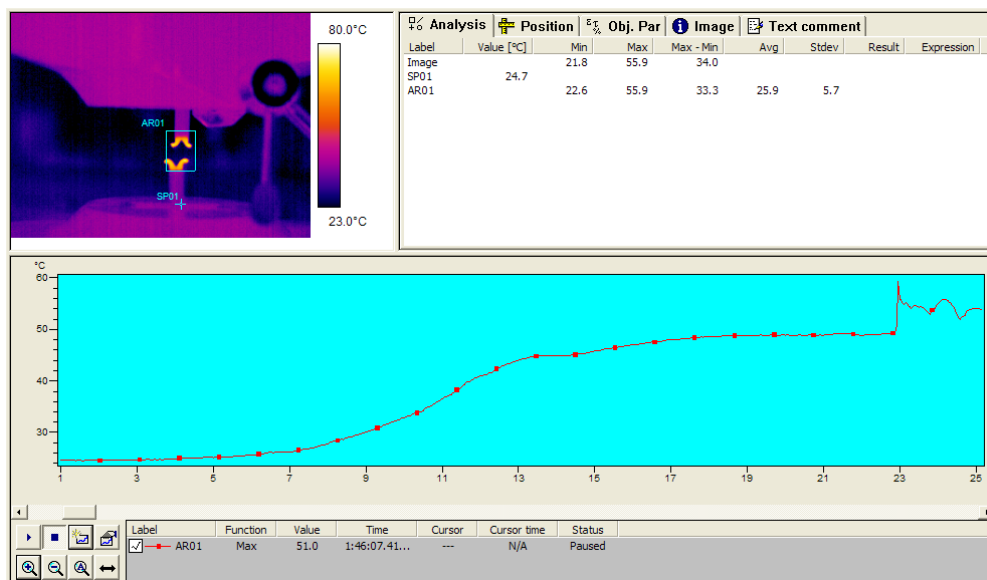 80.0°C
AR01
SP01
23.0°C
Analysis Position Obj. Par Image Text comment
Label Value [°C] Min Max Max - Min Avg Stdev Result Expression
Image 21.8 55.9 34.0
SP01 24.7
AR01 22.6 55.9 33.3 25.9 5.7
°C
60
50
40
30
1 3 5 7 9 11 13 15 17 19 21 23 25
Label Function Value Time Cursor Cursor time Status
AR01 Max 51.0 1:46:07.41... --- N/A Paused